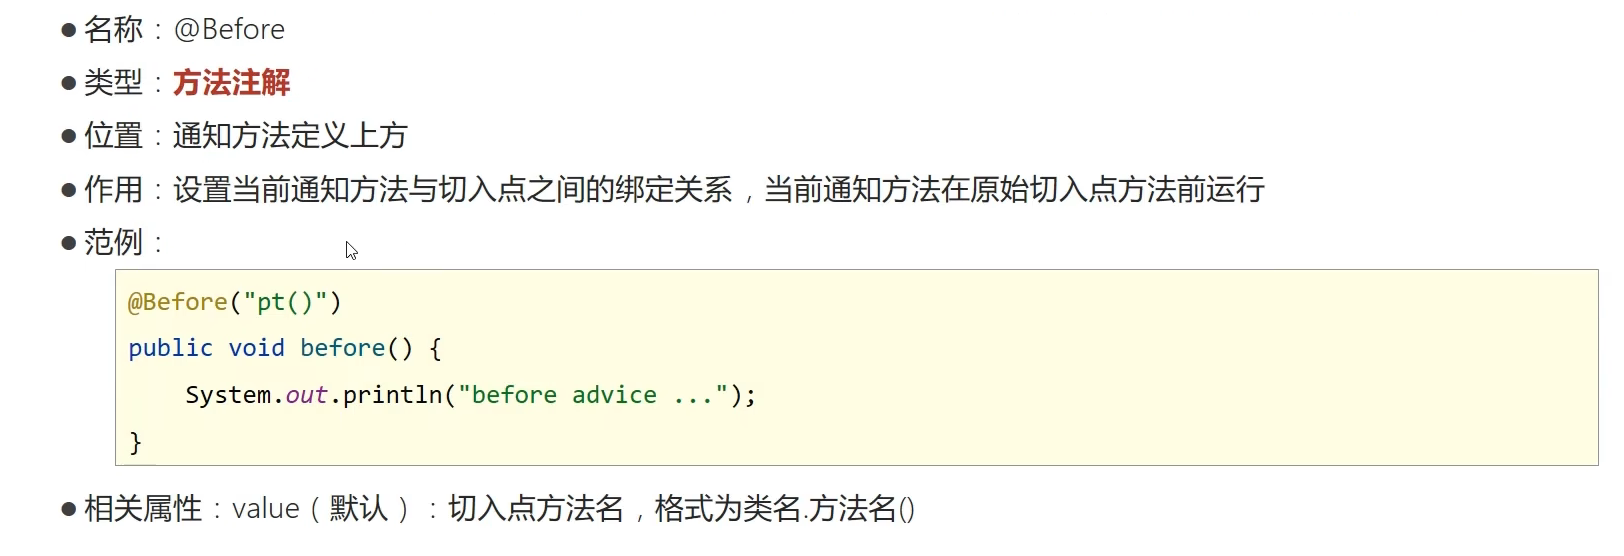 ● 名称：@Before
● 类型：方法注解
● 位置：通知方法定义上方
● 作用：设置当前通知方法与切入点之间的绑定关系，当前通知方法在原始切入点方法前运行
● 范例：
@Before("pt()")
public void before() {
    System.out.println("before advice ...");
}
● 相关属性：value（默认）：切入点方法名，格式为类名.方法名()